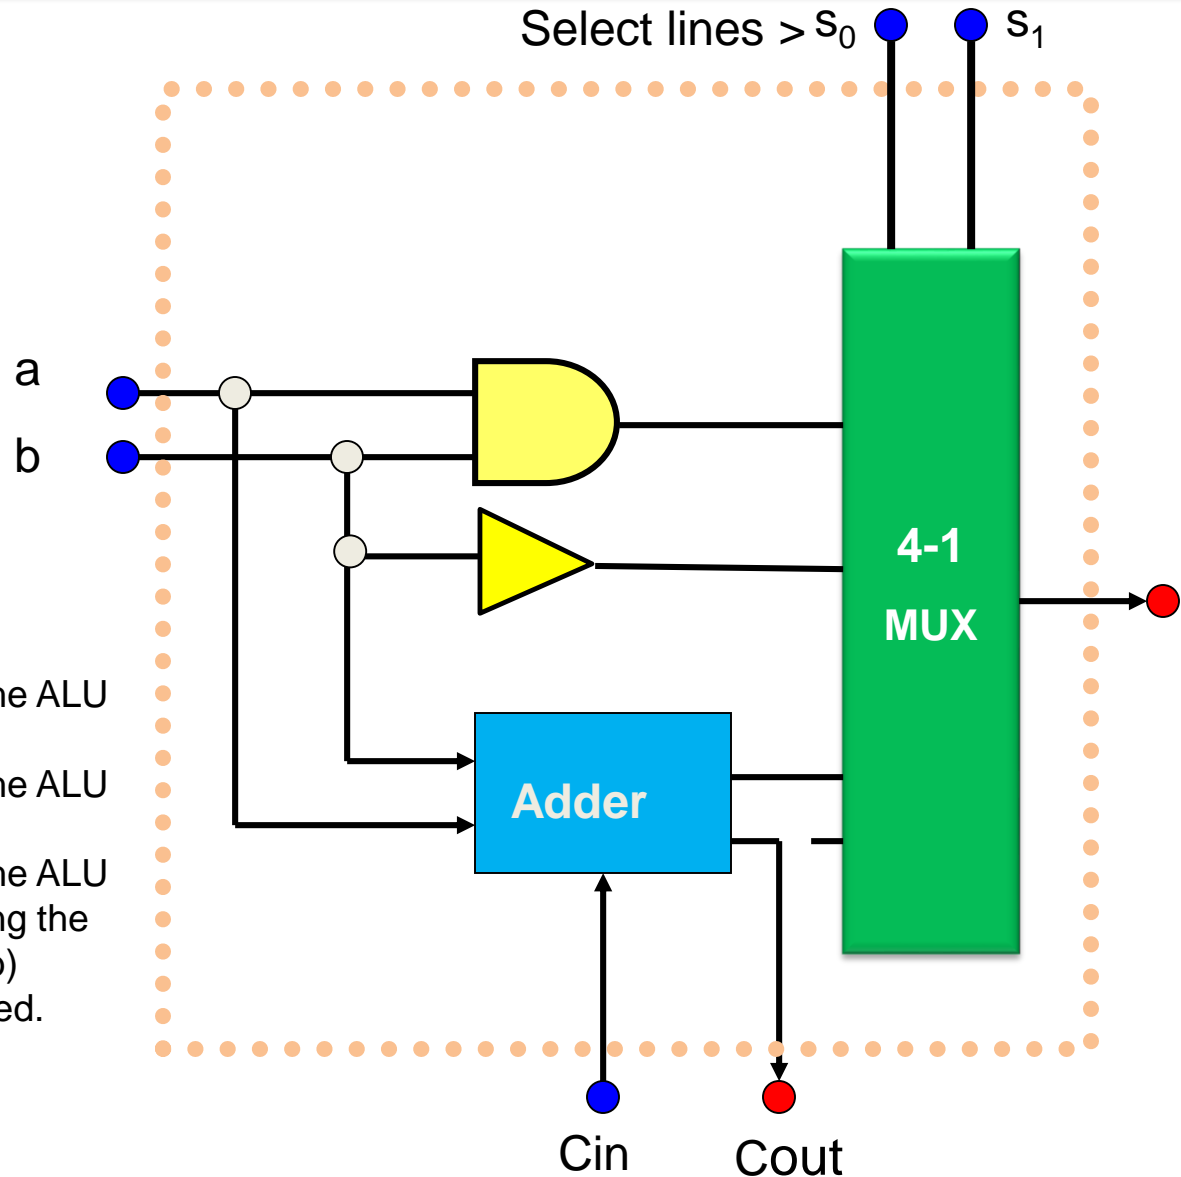 Select lines > s0 s1
a
b
4-1
MUX
ne ALU
ne ALU
Adder
ne ALU
ng the
o)
ed.
Cin
Cout